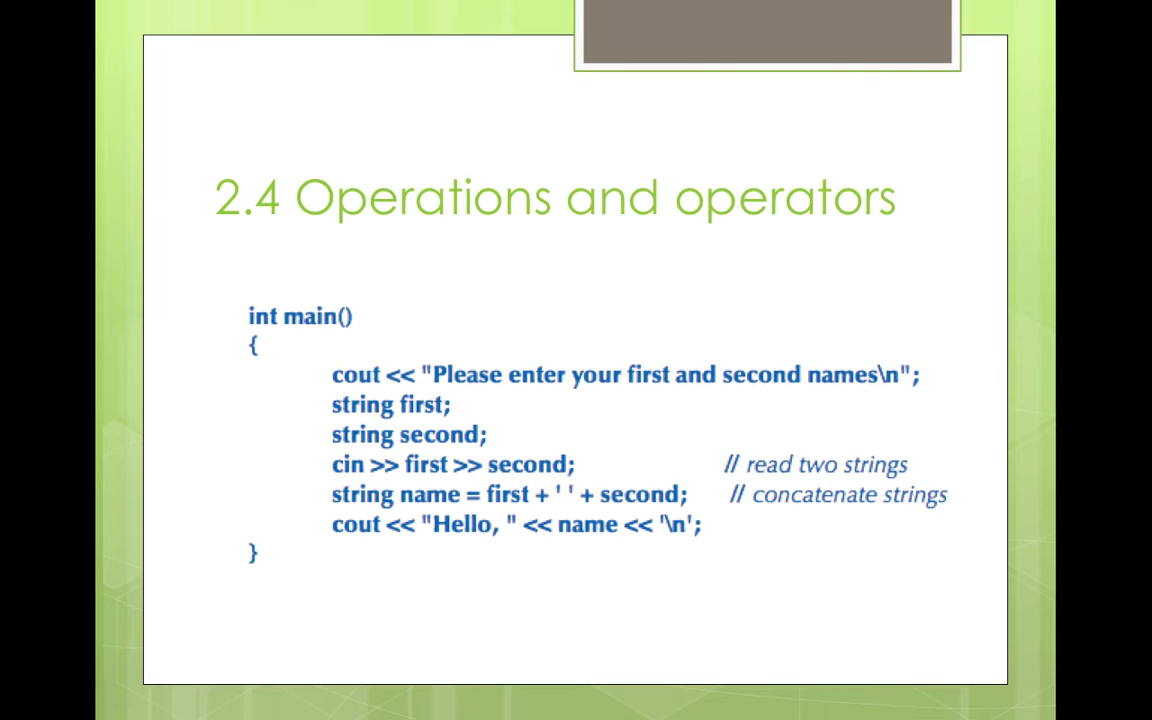 2.4 Operations and operators
int main()
{
cout << "Please enter your first and second names\n";
string first;
string second;
cin >> first >> second; // read two strings
string name = first + ' ' + second; // concatenate strings
cout << "Hello, " << name << '\n';
}